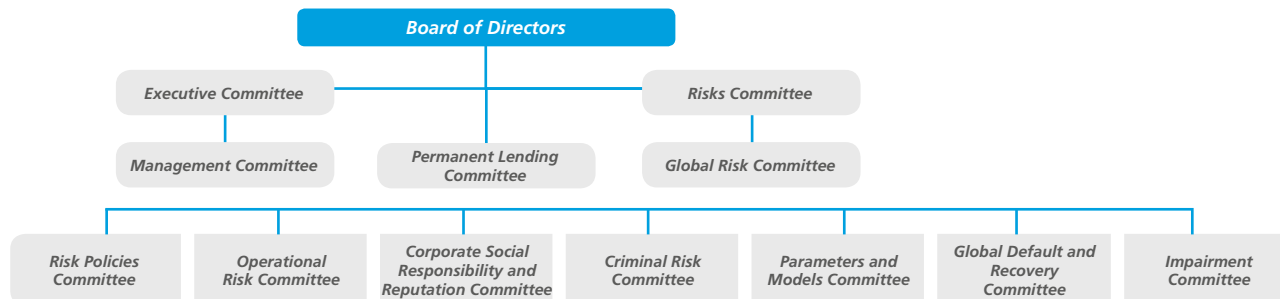 Board of Directors
Executive Committee
Risks Committee
Management Committee
Permanent Lending
Committee
Global Risk Committee
Risk Policies
Committee
Operational
Risk Committee
Corporate Social
Responsibility and
Reputation Committee
Criminal Risk
Committee
Parameters and
Models Committee
Global Default and
Recovery
Committee
Impairment
Committee